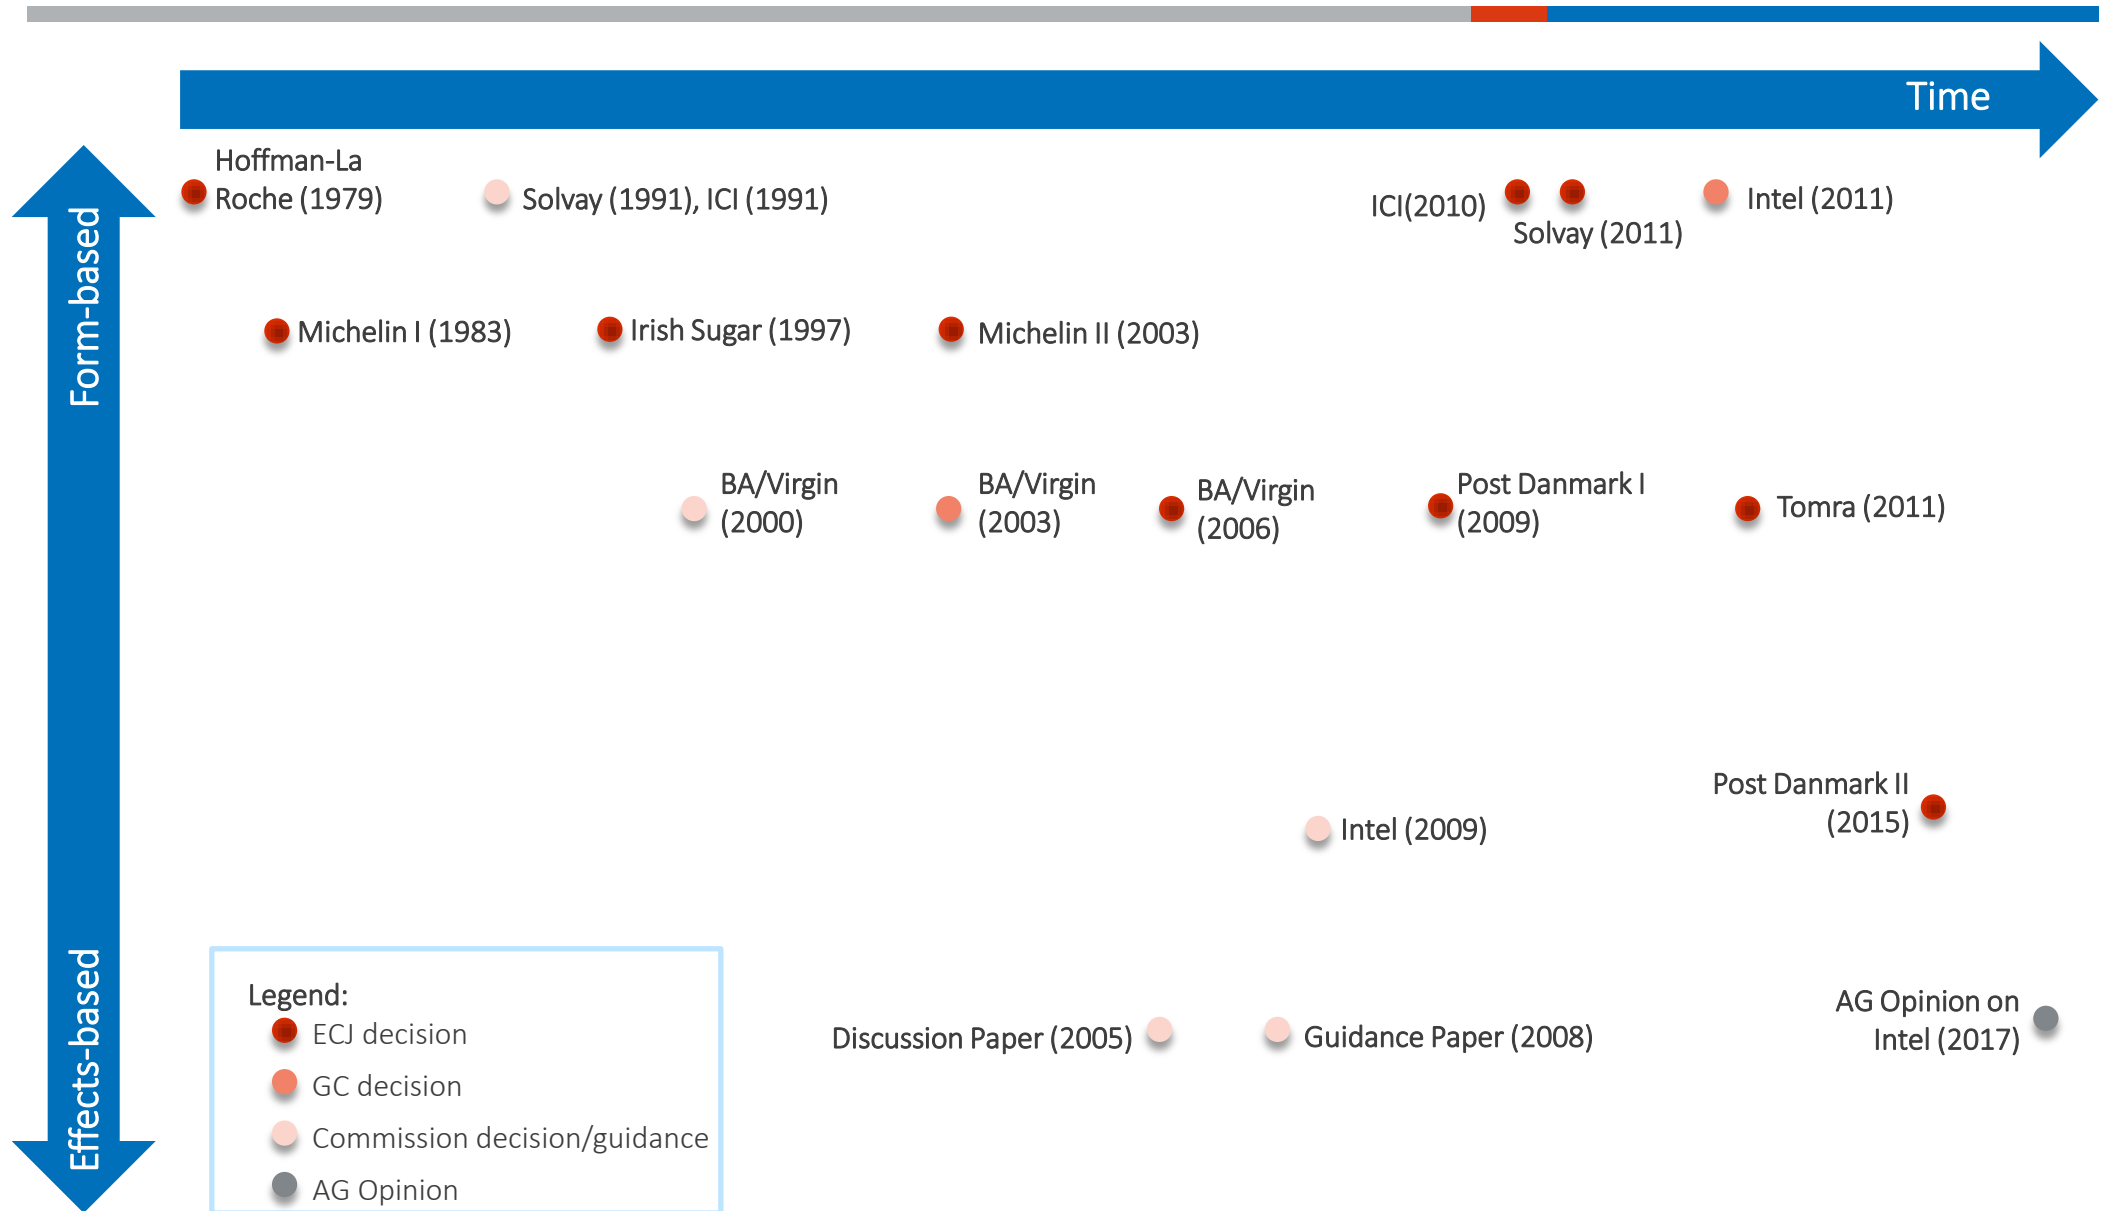 Time
Form-based
Effects-based
Hoffman-La
Roche (1979)
Solvay (1991), ICI (1991)
ICI(2010)
Solvay (2011)
Intel (2011)
Michelin I (1983)
Irish Sugar (1997)
Michelin II (2003)
BA/Virgin
(2000)
BA/Virgin
(2003)
BA/Virgin
(2006)
Post Danmark I
(2009)
Tomra (2011)
Post Danmark II
(2015)
Intel (2009)
Discussion Paper (2005)
Guidance Paper (2008)
AG Opinion on
Intel (2017)
Legend:
ECJ decision
GC decision
Commission decision/guidance
AG Opinion